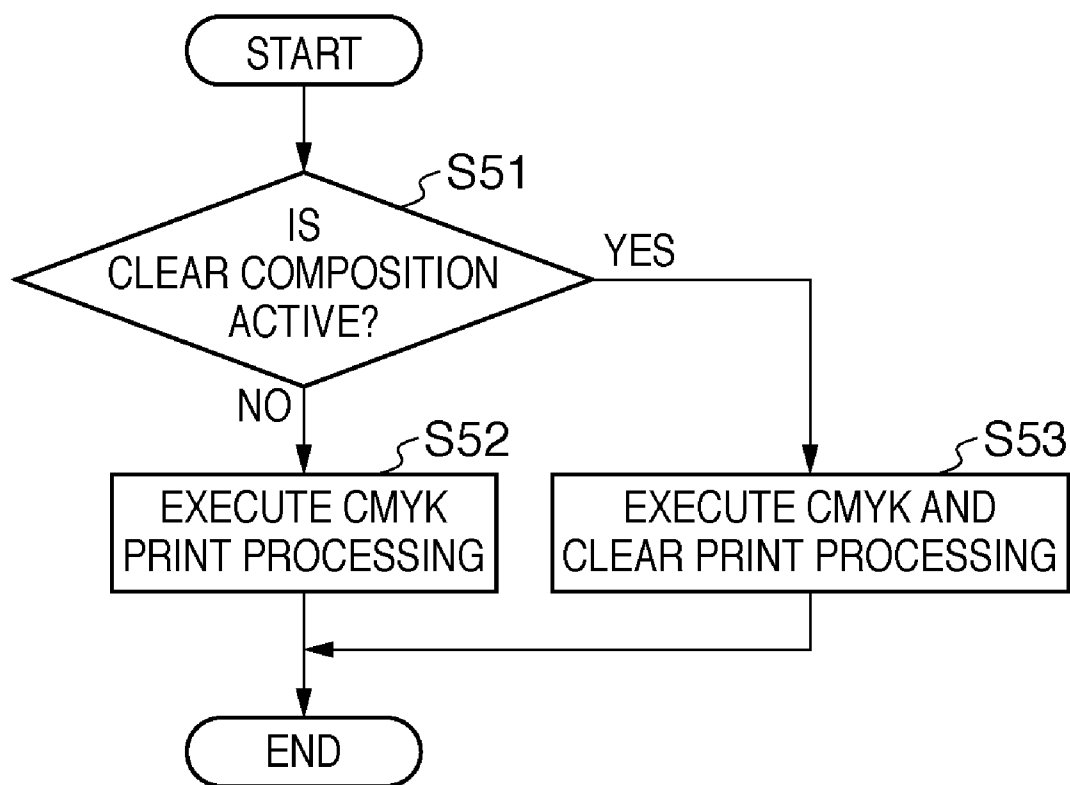 START
S51
IS
CLEAR COMPOSITION
ACTIVE?
YES
NO
S52
EXECUTE CMYK
PRINT PROCESSING
S53
EXECUTE CMYK AND
CLEAR PRINT PROCESSING
END